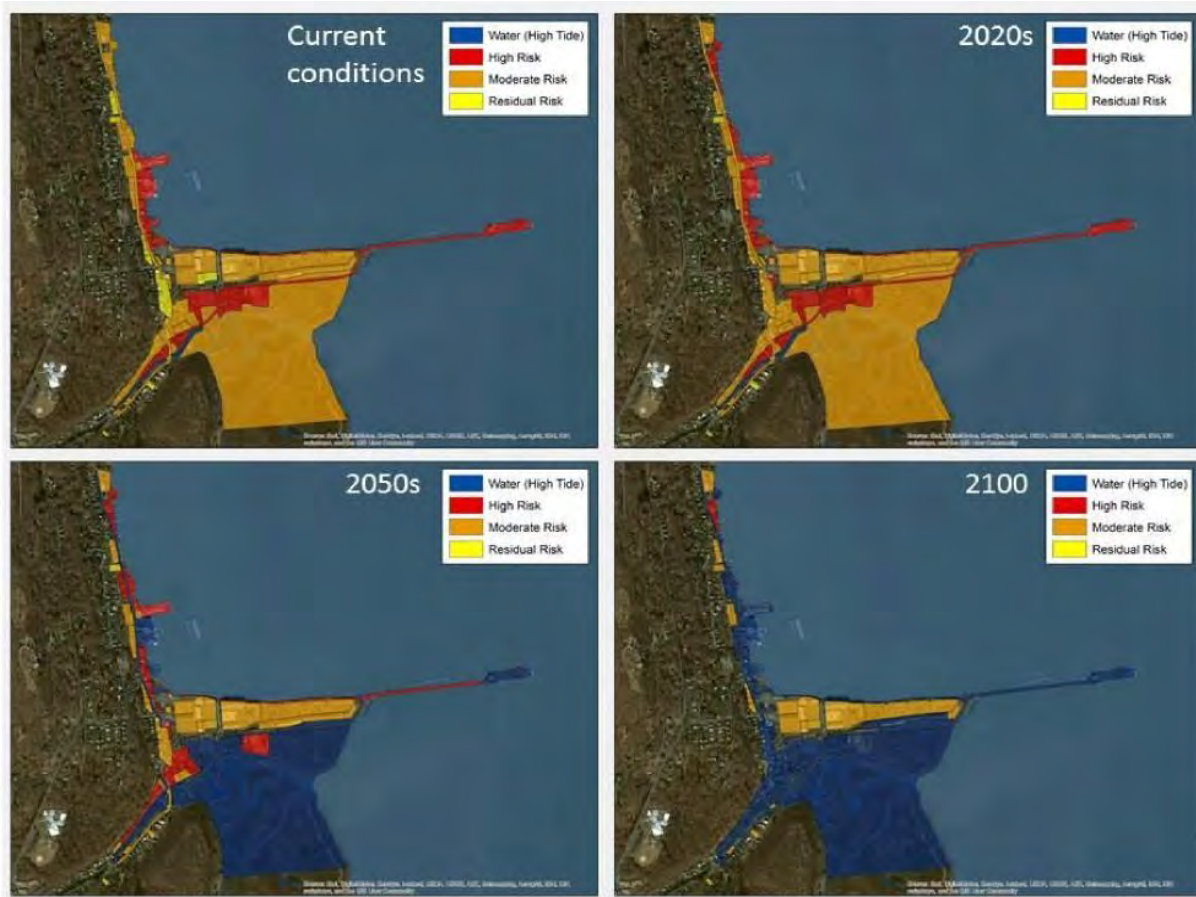 Current
conditions
Water (High Tide)
High Risk
Moderate Risk
Residual Risk
2020s
Water (High Tide)
High Risk
Moderate Risk
Residual Risk
2050s
Water (High Tide)
High Risk
Moderate Risk
Residual Risk
2100
Water (High Tide)
High Risk
Moderate Risk
Residual Risk